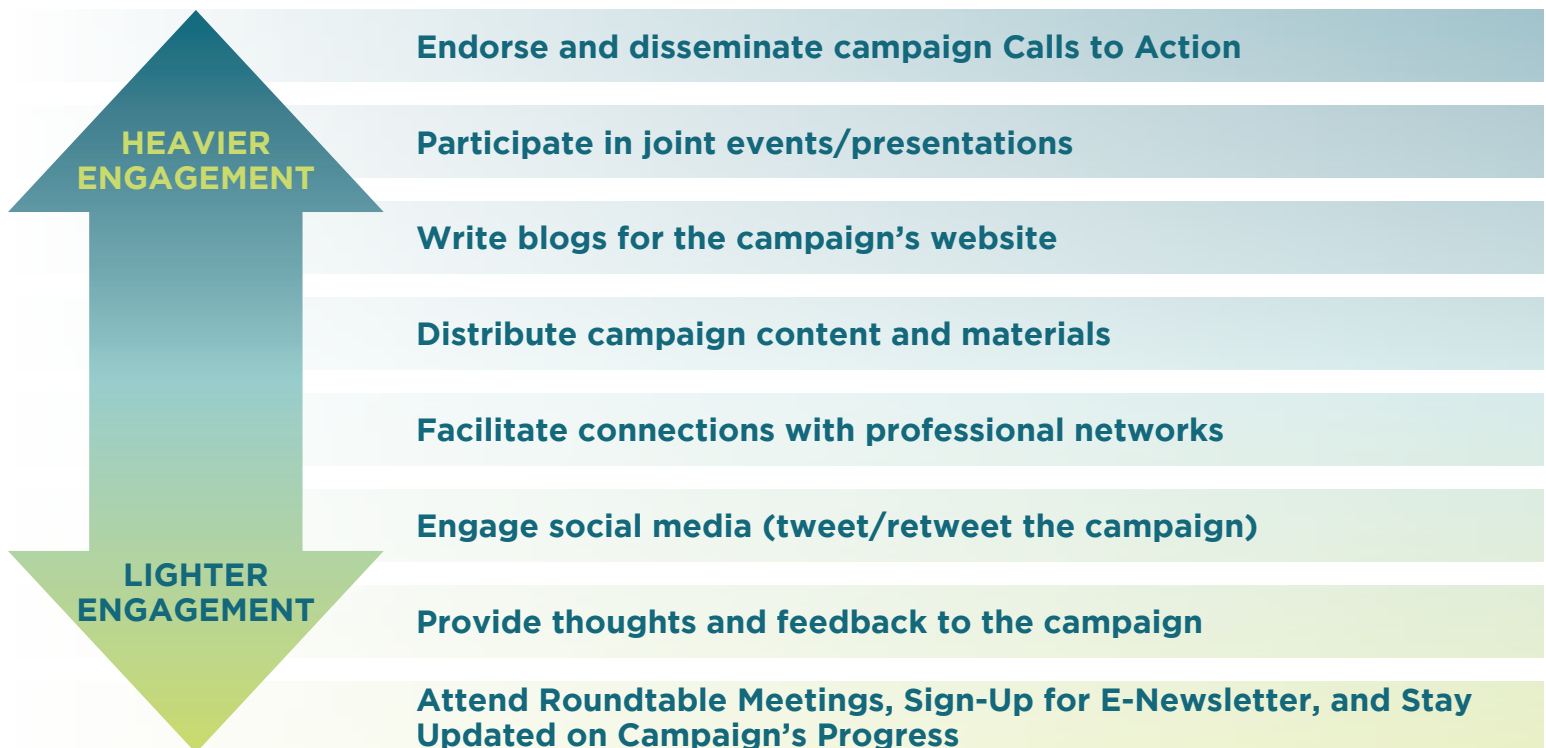 Endorse and disseminate campaign Calls to Action
HEAVIER
ENGAGEMENT
Participate in joint events/presentations
Write blogs for the campaign’s website
Distribute campaign content and materials
Facilitate connections with professional networks
Engage social media (tweet/retweet the campaign)
LIGHTER
ENGAGEMENT
Provide thoughts and feedback to the campaign
Attend Roundtable Meetings, Sign-Up for E-Newsletter, and Stay
Updated on Campaign’s Progress